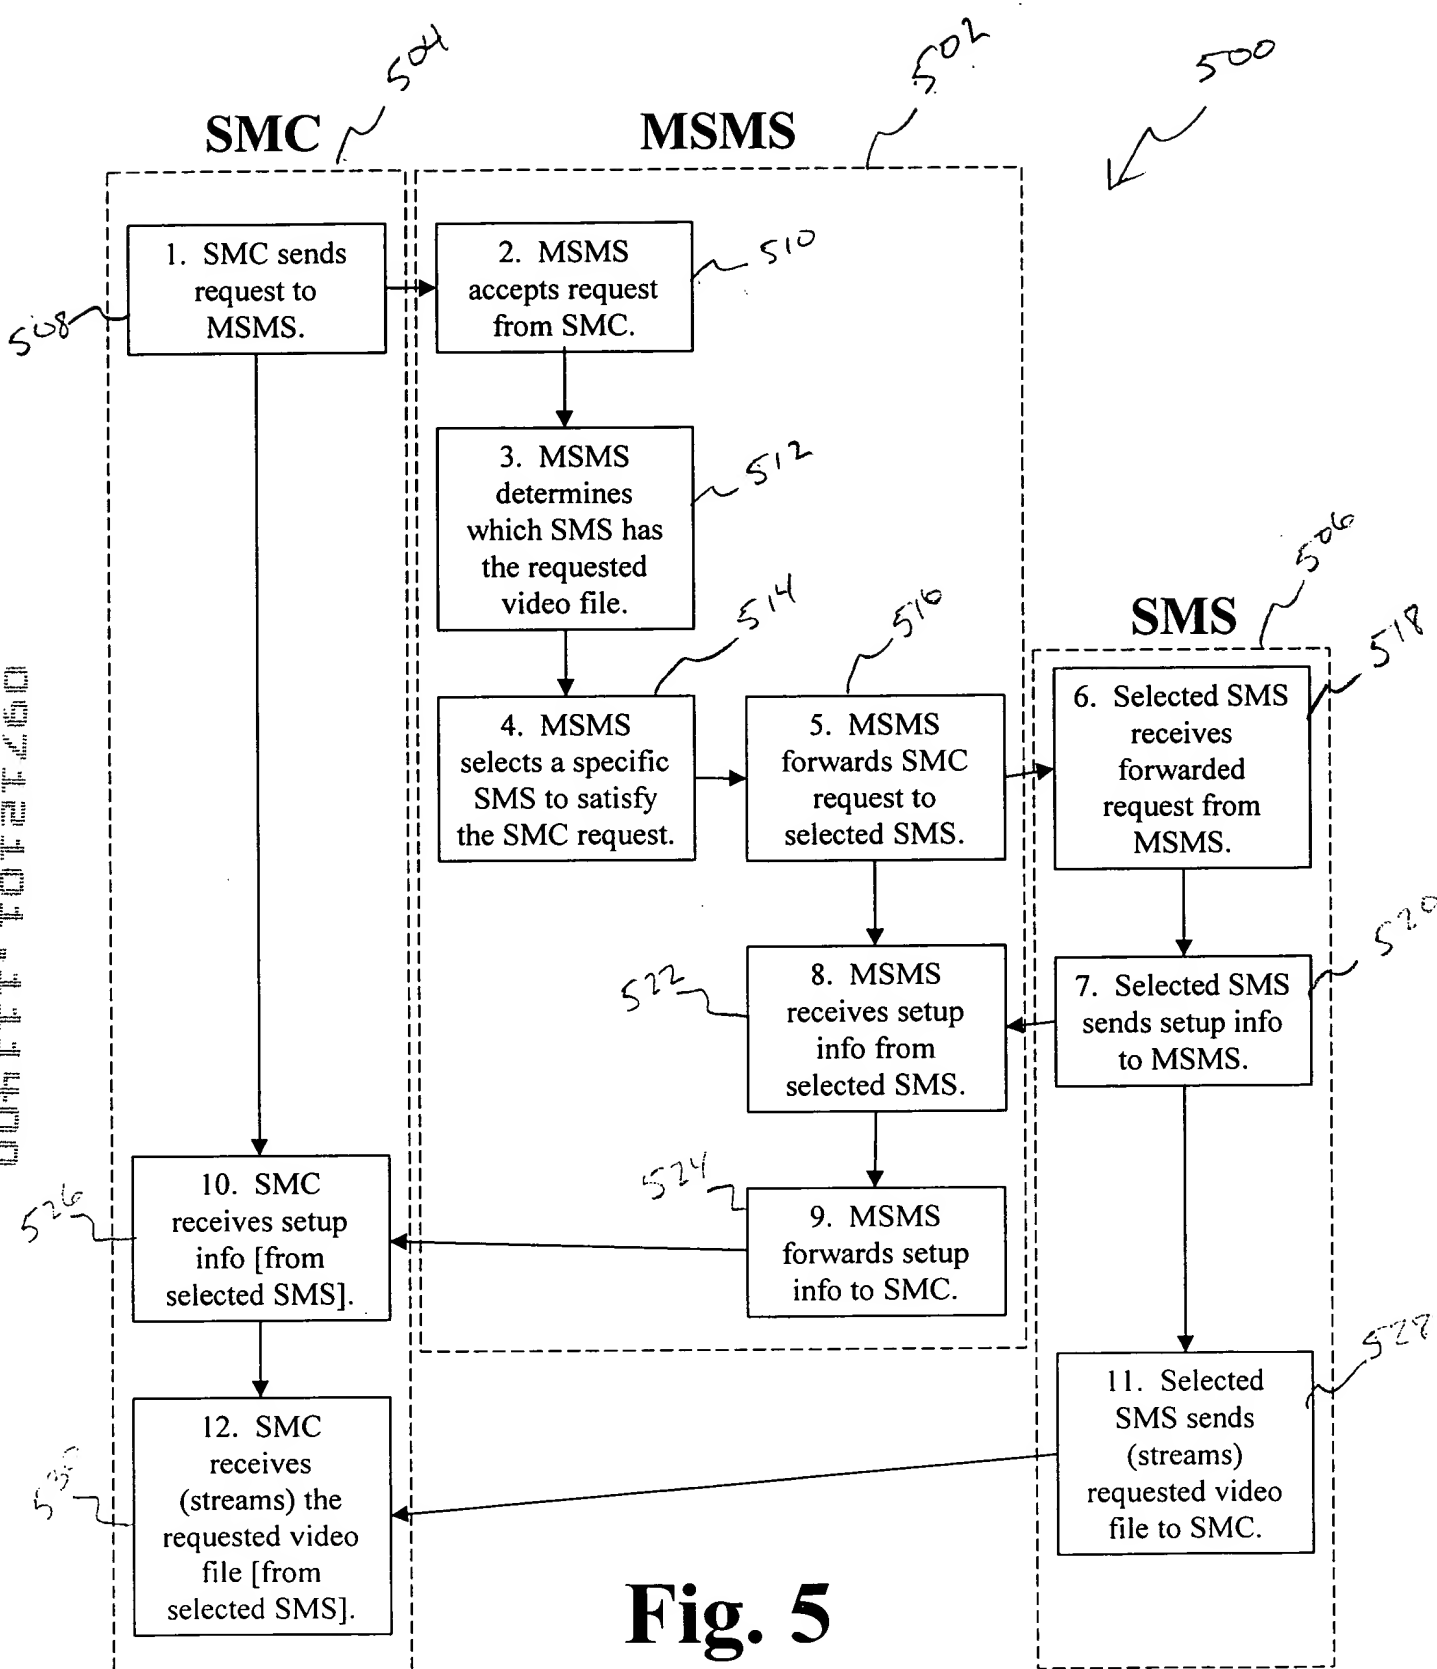 504
502
500
SMC
MSMS
1. SMC sends
request to
MSMS.
508
2. MSMS
accepts request
from SMC.
510
3. MSMS
determines
which SMS has
the requested
video file.
512
506
SMS
514
516
518
4. MSMS
selects a specific
SMS to satisfy
the SMC request.
5. MSMS
forwards SMC
request to
selected SMS.
6. Selected SMS
receives
forwarded
request from
MSMS.
520
522
8. MSMS
receives setup
info from
selected SMS.
7. Selected SMS
sends setup info
to MSMS.
524
526
10. SMC
receives setup
info [from
selected SMS].
9. MSMS
forwards setup
info to SMC.
528
11. Selected
SMS sends
(streams)
requested video
file to SMC.
530
12. SMC
receives
(streams) the
requested video
file [from
selected SMS].
Fig. 5